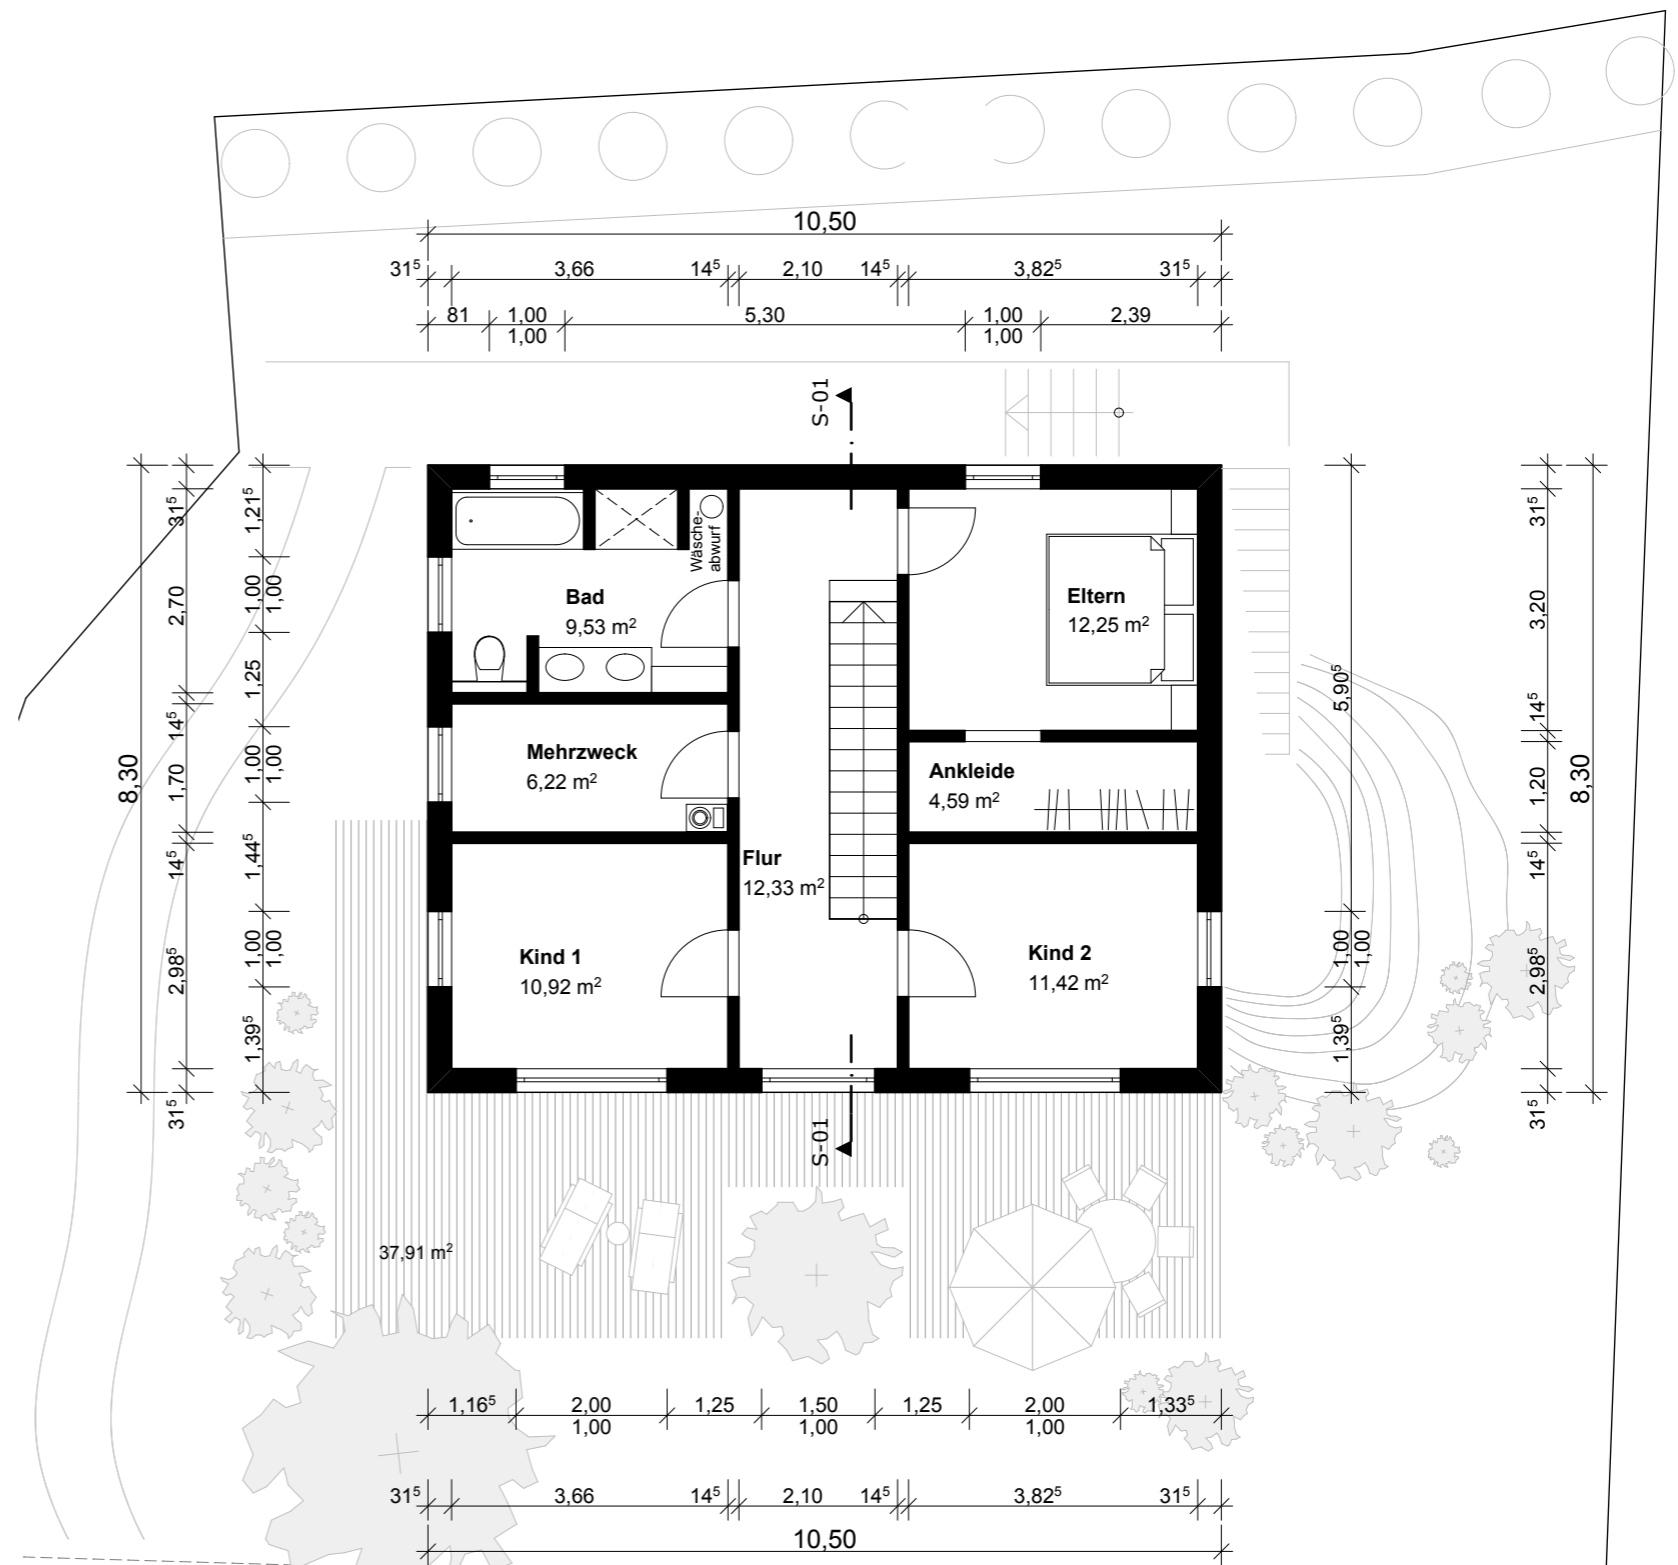 10,50
31⁵ 3,66 14⁵ 2,10 14⁵ 3,82⁵ 31⁵
81 1,00 5,30 1,00 2,39
1,00 1,00
S-01
8,30
31⁵ 2,70 14⁵ 1,70 14⁵ 2,98⁵ 31⁵
1,21⁵ 1,00 1,25 1,00 1,44⁵ 1,00 1,39⁵
1,00 1,00 1,00
Wäsche-
abwurf
Bad
9,53 m²
Eltern
12,25 m²
Mehrzweck
6,22 m²
Ankleide
4,59 m²
Flur
12,33 m²
Kind 1
10,92 m²
Kind 2
11,42 m²
5,90⁵ 1,00 1,39⁵
1,00
31⁵ 3,20 14⁵ 1,20 14⁵ 2,98⁵ 31⁵
8,30
S-01
37,91 m²
1,16⁵ 2,00 1,25 1,50 1,25 2,00 1,33⁵
1,00 1,00 1,00
31⁵ 3,66 14⁵ 2,10 14⁵ 3,82⁵ 31⁵
10,50